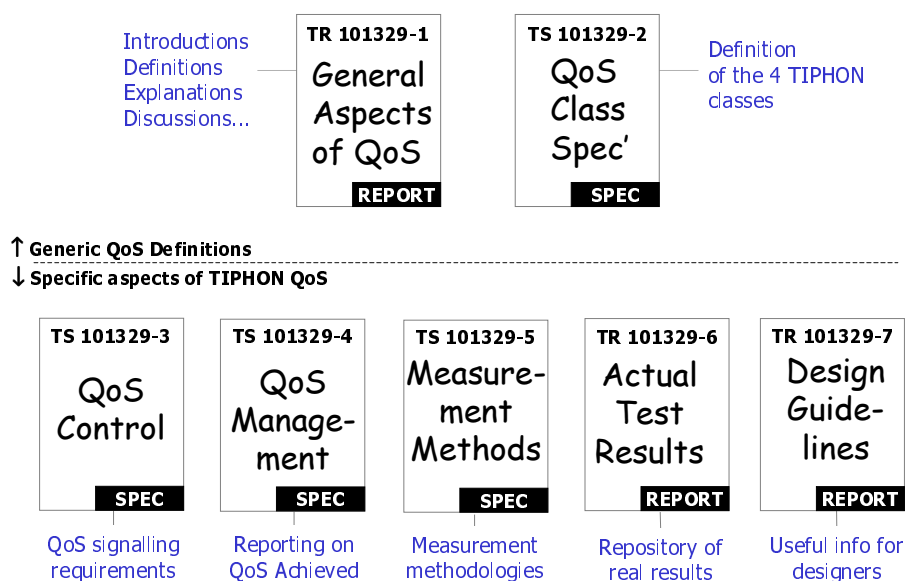 Introductions
Definitions
Explanations
Discussions...
TR 101329-1
General
Aspects
of QoS
REPORT
TS 101329-2
QoS
Class
Spec’
SPEC
Definition
of the 4 TIPHON
classes
↑ Generic QoS Definitions
↓ Specific aspects of TIPHON QoS
TS 101329-3
QoS
Control
SPEC
QoS signalling
requirements
TS 101329-4
QoS
Manage-
ment
SPEC
Reporting on
QoS Achieved
TS 101329-5
Measure-
ment
Methods
SPEC
Measurement
methodologies
TR 101329-6
Actual
Test
Results
REPORT
Repository of
real results
TR 101329-7
Design
Guide-
lines
REPORT
Useful info for
designers